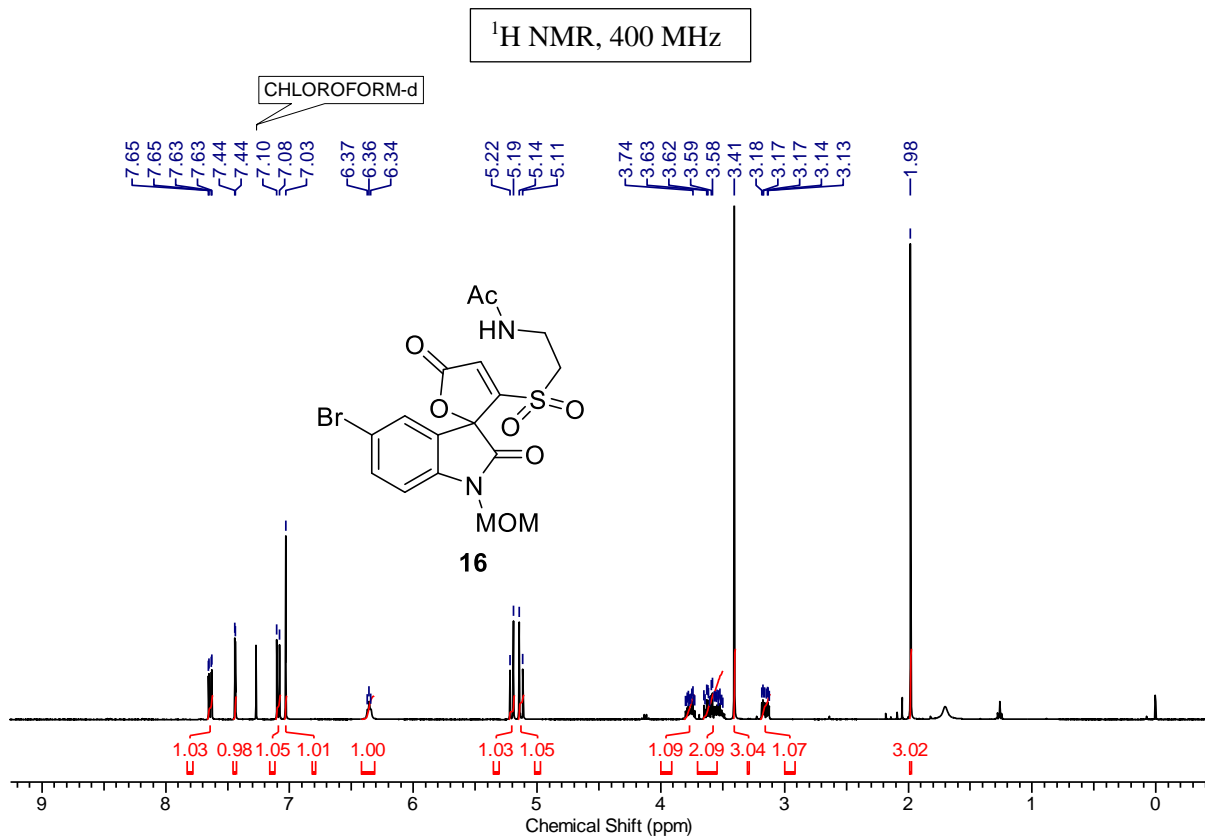 ¹H NMR, 400 MHz
CHLOROFORM-d
7.65 7.65 7.63 7.63 7.44 7.44 7.10 7.08 7.03 6.37 6.36 6.34 5.22 5.19 5.14 5.11 3.74 3.63 3.62 3.59 3.58 3.41 3.18 3.17 3.17 3.14 3.13 1.98
Ac
HN
O
O
S
O
O
Br
O
N
MOM
16
1.03 0.98 1.05 1.01 1.00 1.03 1.05 1.09 2.09 3.04 1.07 3.02
9 8 7 6 5 4 3 2 1 0
Chemical Shift (ppm)